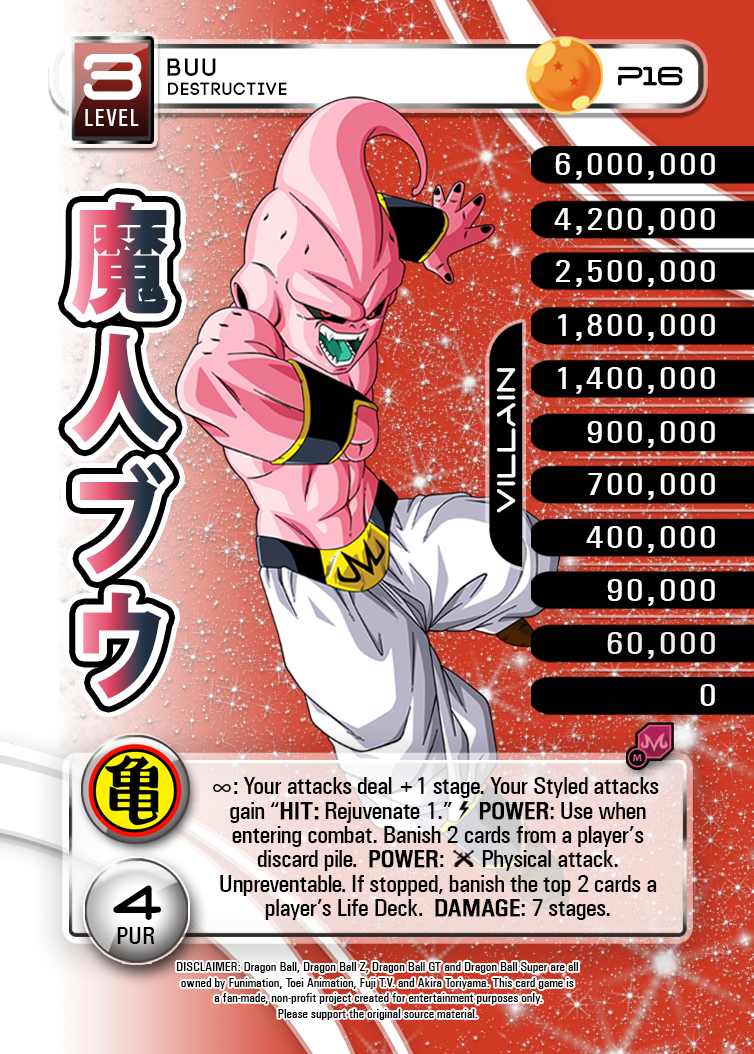 3
LEVEL
BUU
DESTRUCTIVE
P16
魔人ブウ
6,000,000
4,200,000
2,500,000
1,800,000
1,400,000
900,000
700,000
400,000
90,000
60,000
0
VILLAIN
M
亀
4
PUR
∞: Your attacks deal +1 stage. Your Styled attacks
gain “HIT: Rejuvenate 1.” POWER: Use when
entering combat. Banish 2 cards from a player’s
discard pile. POWER: Physical attack.
Unpreventable. If stopped, banish the top 2 cards a
player’s Life Deck. DAMAGE: 7 stages.
DISCLAIMER: Dragon Ball, Dragon Ball Z, Dragon Ball GT and Dragon Ball Super are all
owned by Funimation, Toei Animation, Fuji T.V. and Akira Toriyama. This card game is
a fan-made, non-profit project created for entertainment purposes only.
Please support the original source material.